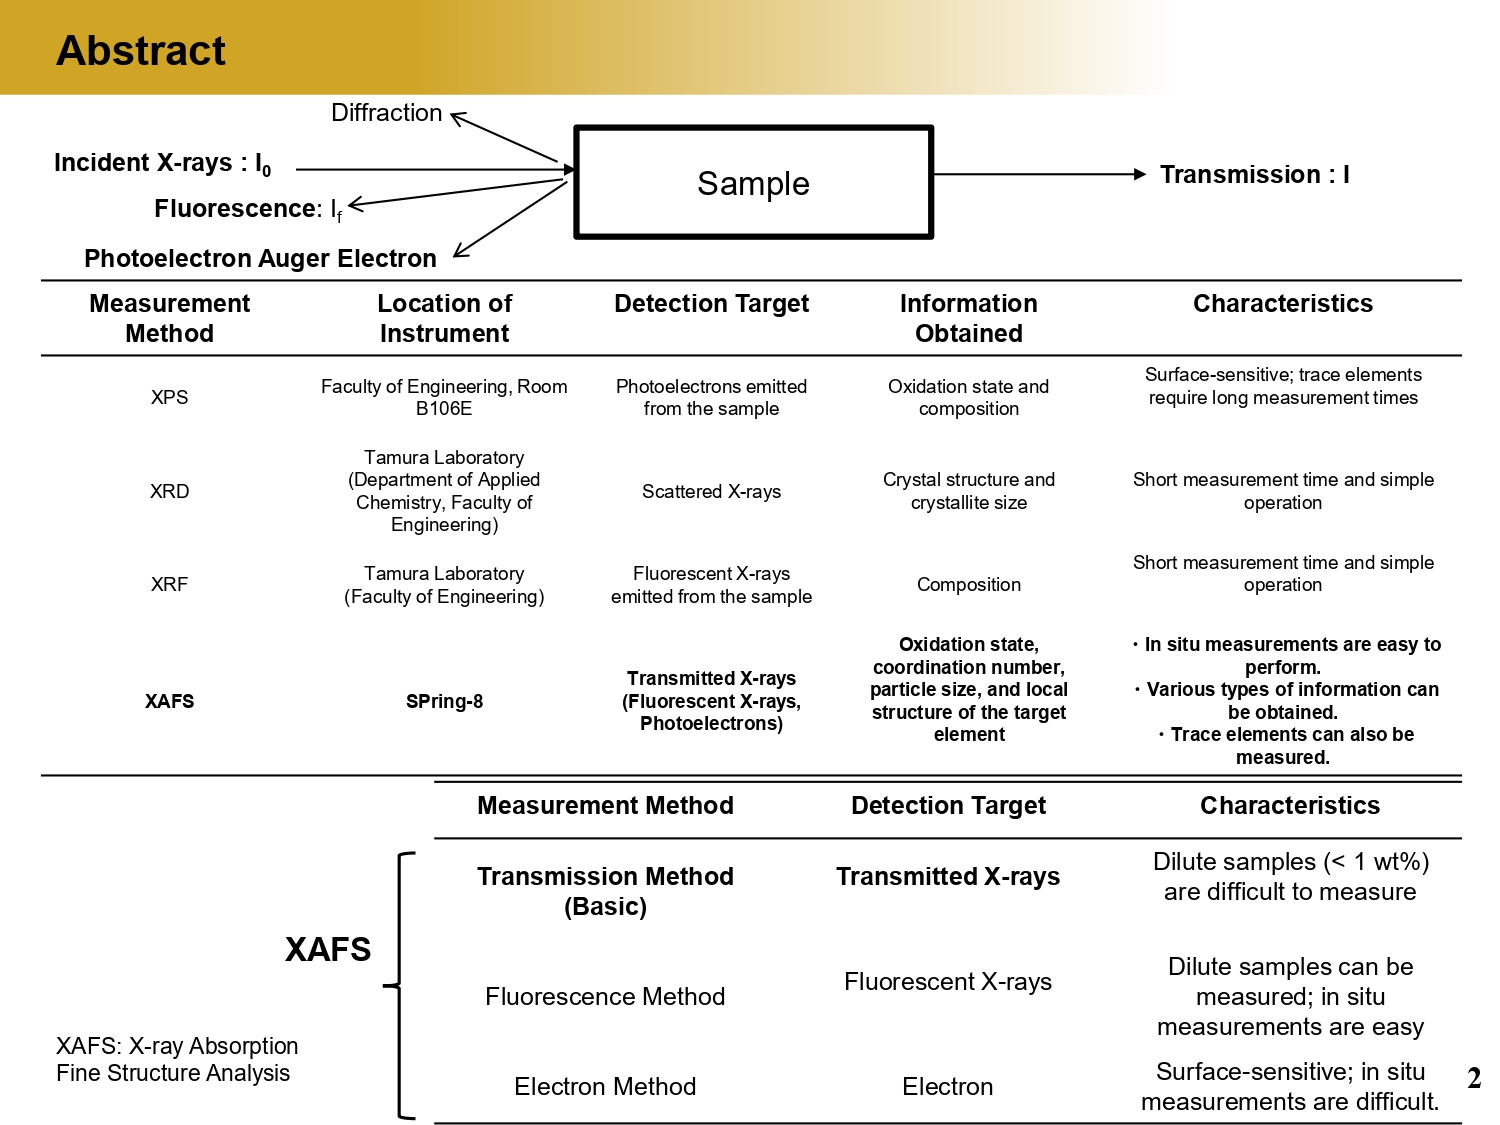 Abstract
Diffraction
Incident X-rays : I0
Sample
Transmission : I
Fluorescence: If
Photoelectron Auger Electron
Measurement
Method
Location of
Instrument
Detection Target
Information
Obtained
Characteristics
XPS
Faculty of Engineering, Room
B106E
Photoelectrons emitted
from the sample
Oxidation state and
composition
Surface-sensitive; trace elements
require long measurement times
XRD
Tamura Laboratory
(Department of Applied
Chemistry, Faculty of
Engineering)
Scattered X-rays
Crystal structure and
crystallite size
Short measurement time and simple
operation
XRF
Tamura Laboratory
(Faculty of Engineering)
Fluorescent X-rays
emitted from the sample
Composition
Short measurement time and simple
operation
XAFS
SPring-8
Transmitted X-rays
(Fluorescent X-rays,
Photoelectrons)
Oxidation state,
coordination number,
particle size, and local
structure of the target
element
・In situ measurements are easy to
perform.
・Various types of information can
be obtained.
・Trace elements can also be
measured.
Measurement Method
Detection Target
Characteristics
XAFS
Transmission Method
(Basic)
Transmitted X-rays
Dilute samples (< 1 wt%)
are difficult to measure
Fluorescence Method
Fluorescent X-rays
Dilute samples can be
measured; in situ
measurements are easy
Electron Method
Electron
Surface-sensitive; in situ
measurements are difficult.
XAFS: X-ray Absorption
Fine Structure Analysis
2